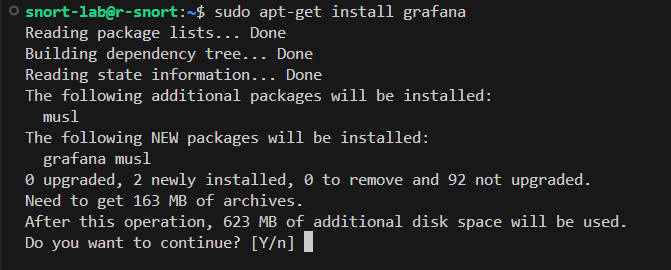 snort-lab@r-snort:~$ sudo apt-get install grafana
Reading package lists... Done
Building dependency tree... Done
Reading state information... Done
The following additional packages will be installed:
  musl
The following NEW packages will be installed:
  grafana musl
0 upgraded, 2 newly installed, 0 to remove and 92 not upgraded.
Need to get 163 MB of archives.
After this operation, 623 MB of additional disk space will be used.
Do you want to continue? [Y/n]